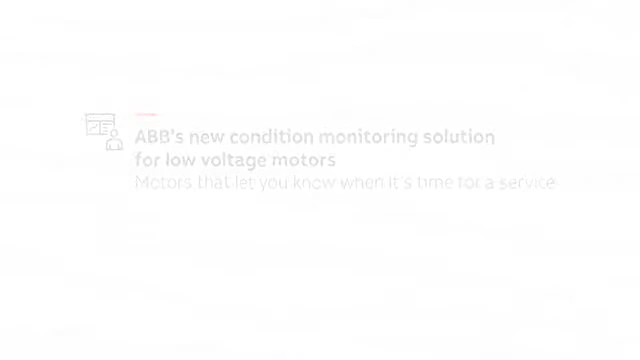 ABB's new condition monitoring solution
for low voltage motors
Motors that let you know when it's time for a service